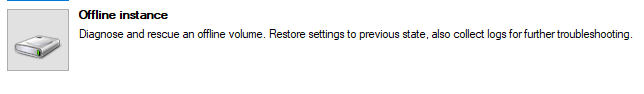 Offline instance
Diagnose and rescue an offline volume. Restore settings to previous state, also collect logs for further troubleshooting.